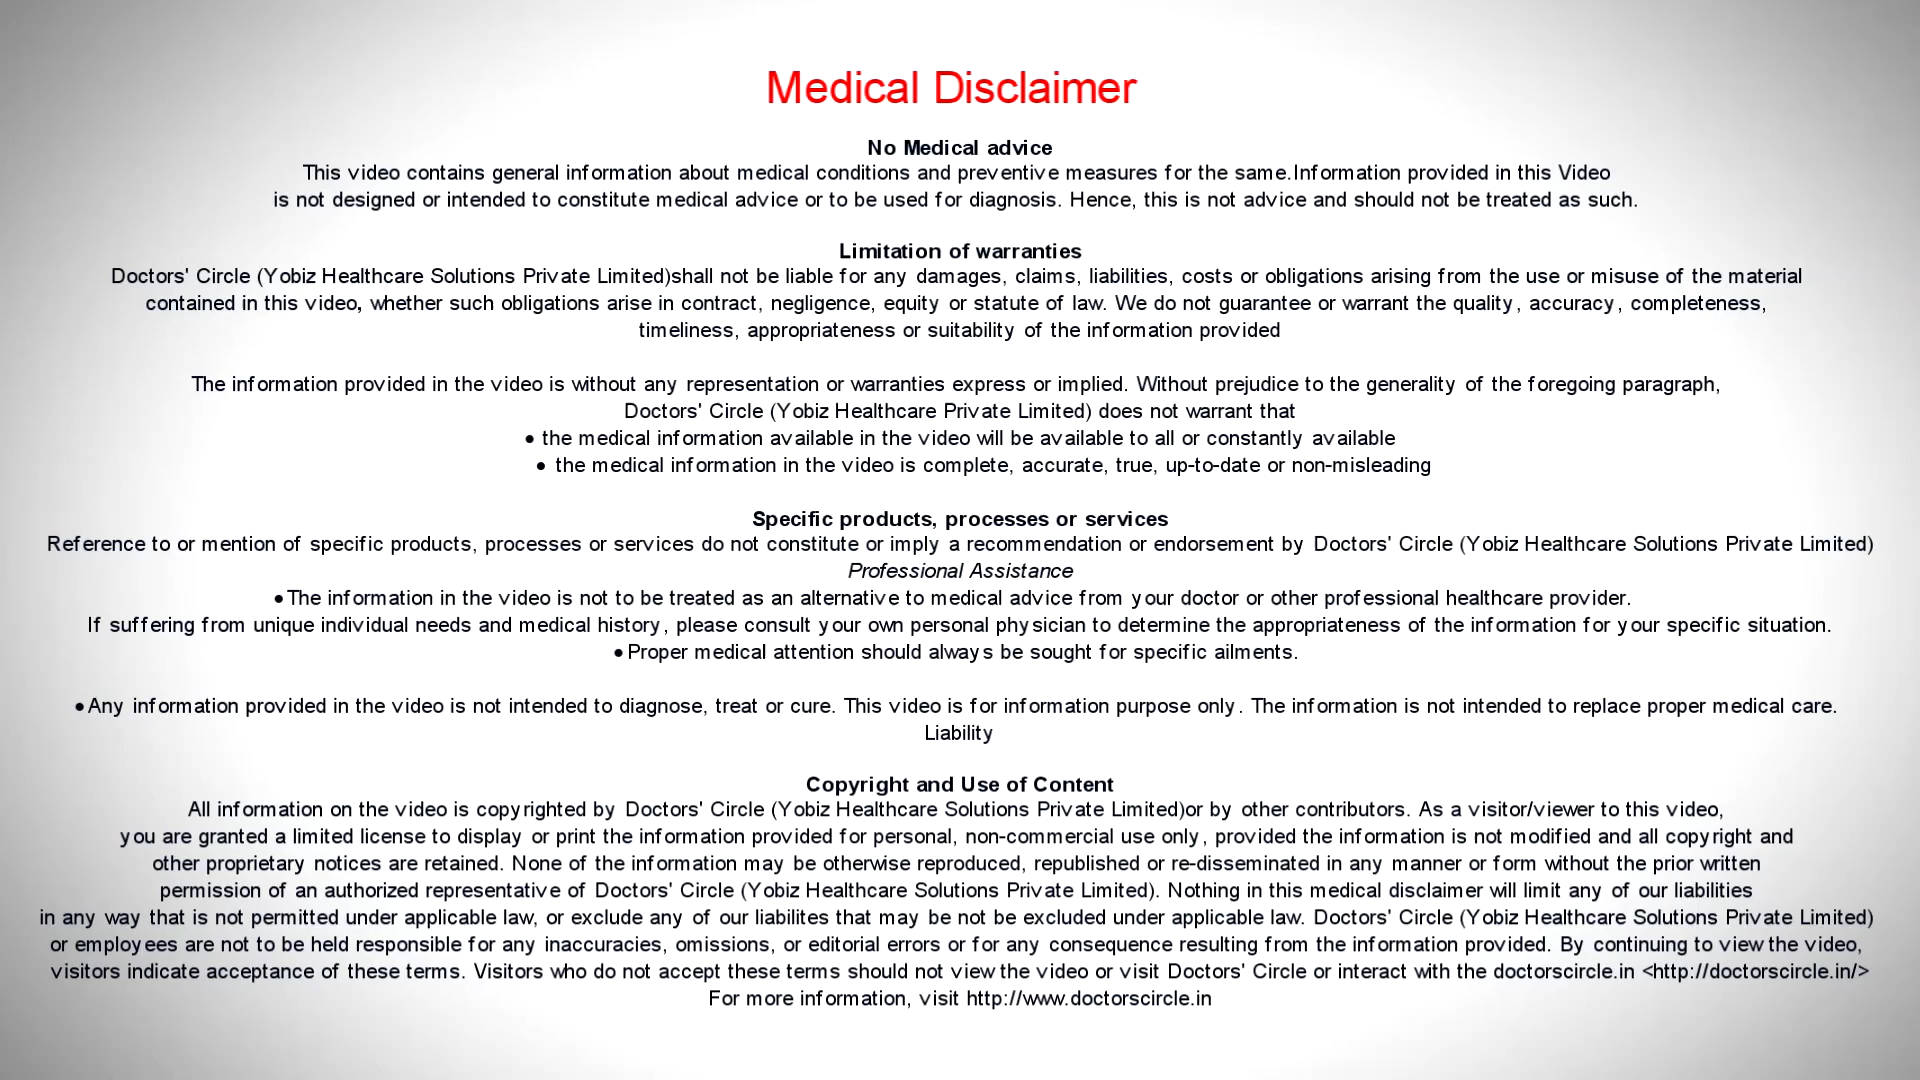 Medical Disclaimer
No Medical advice
This video contains general information about medical conditions and preventive measures for the same.Information provided in this Video
is not designed or intended to constitute medical advice or to be used for diagnosis. Hence, this is not advice and should not be treated as such.
Limitation of warranties
Doctors' Circle (Yobiz Healthcare Solutions Private Limited)shall not be liable for any damages, claims, liabilities, costs or obligations arising from the use or misuse of the material
contained in this video, whether such obligations arise in contract, negligence, equity or statute of law. We do not guarantee or warrant the quality, accuracy, completeness,
timeliness, appropriateness or suitability of the information provided
The information provided in the video is without any representation or warranties express or implied. Without prejudice to the generality of the foregoing paragraph,
Doctors' Circle (Yobiz Healthcare Private Limited) does not warrant that
• the medical information available in the video will be available to all or constantly available
• the medical information in the video is complete, accurate, true, up-to-date or non-misleading
Specific products, processes or services
Reference to or mention of specific products, processes or services do not constitute or imply a recommendation or endorsement by Doctors' Circle (Yobiz Healthcare Solutions Private Limited)
Professional Assistance
•The information in the video is not to be treated as an alternative to medical advice from your doctor or other professional healthcare provider.
If suffering from unique individual needs and medical history, please consult your own personal physician to determine the appropriateness of the information for your specific situation.
•Proper medical attention should always be sought for specific ailments.
•Any information provided in the video is not intended to diagnose, treat or cure. This video is for information purpose only. The information is not intended to replace proper medical care.
Liability
Copyright and Use of Content
All information on the video is copyrighted by Doctors' Circle (Yobiz Healthcare Solutions Private Limited)or by other contributors. As a visitor/viewer to this video,
you are granted a limited license to display or print the information provided for personal, non-commercial use only, provided the information is not modified and all copyright and
other proprietary notices are retained. None of the information may be otherwise reproduced, republished or re-disseminated in any manner or form without the prior written
permission of an authorized representative of Doctors' Circle (Yobiz Healthcare Solutions Private Limited). Nothing in this medical disclaimer will limit any of our liabilities
in any way that is not permitted under applicable law, or exclude any of our liabilites that may be not be excluded under applicable law. Doctors' Circle (Yobiz Healthcare Solutions Private Limited)
or employees are not to be held responsible for any inaccuracies, omissions, or editorial errors or for any consequence resulting from the information provided. By continuing to view the video,
visitors indicate acceptance of these terms. Visitors who do not accept these terms should not view the video or visit Doctors' Circle or interact with the doctorscircle.in <http://doctorscircle.in/>
For more information, visit http://www.doctorscircle.in